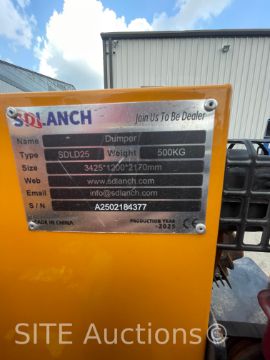 SDLANCH Join Us To Be Dealer
Name Dumper
Type SDLD25 Weight 500KG
Size 3425*1200*2170mm
Web www.sdlanch.com
Email info@sdlanch.com
S / N A2502184377
MADE IN CHINA PRODUCTION YEAR CE
-2025
SITE Auctions©